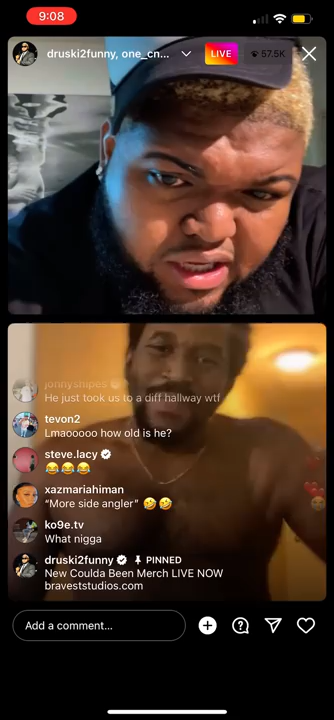 9:08
druski2funny, one_cn...
LIVE
57.5K
jonnystipes
He just took us to a diff hallway wtf
tevon2
Lmaooooo how old is he?
steve.lacy
😂😂😂
xazmariahiman
“More side angler” 🤣🤣
ko9e.tv
What nigga
druski2funny PINNED
New Coulda Been Merch LIVE NOW
braveststudios.com
Add a comment...